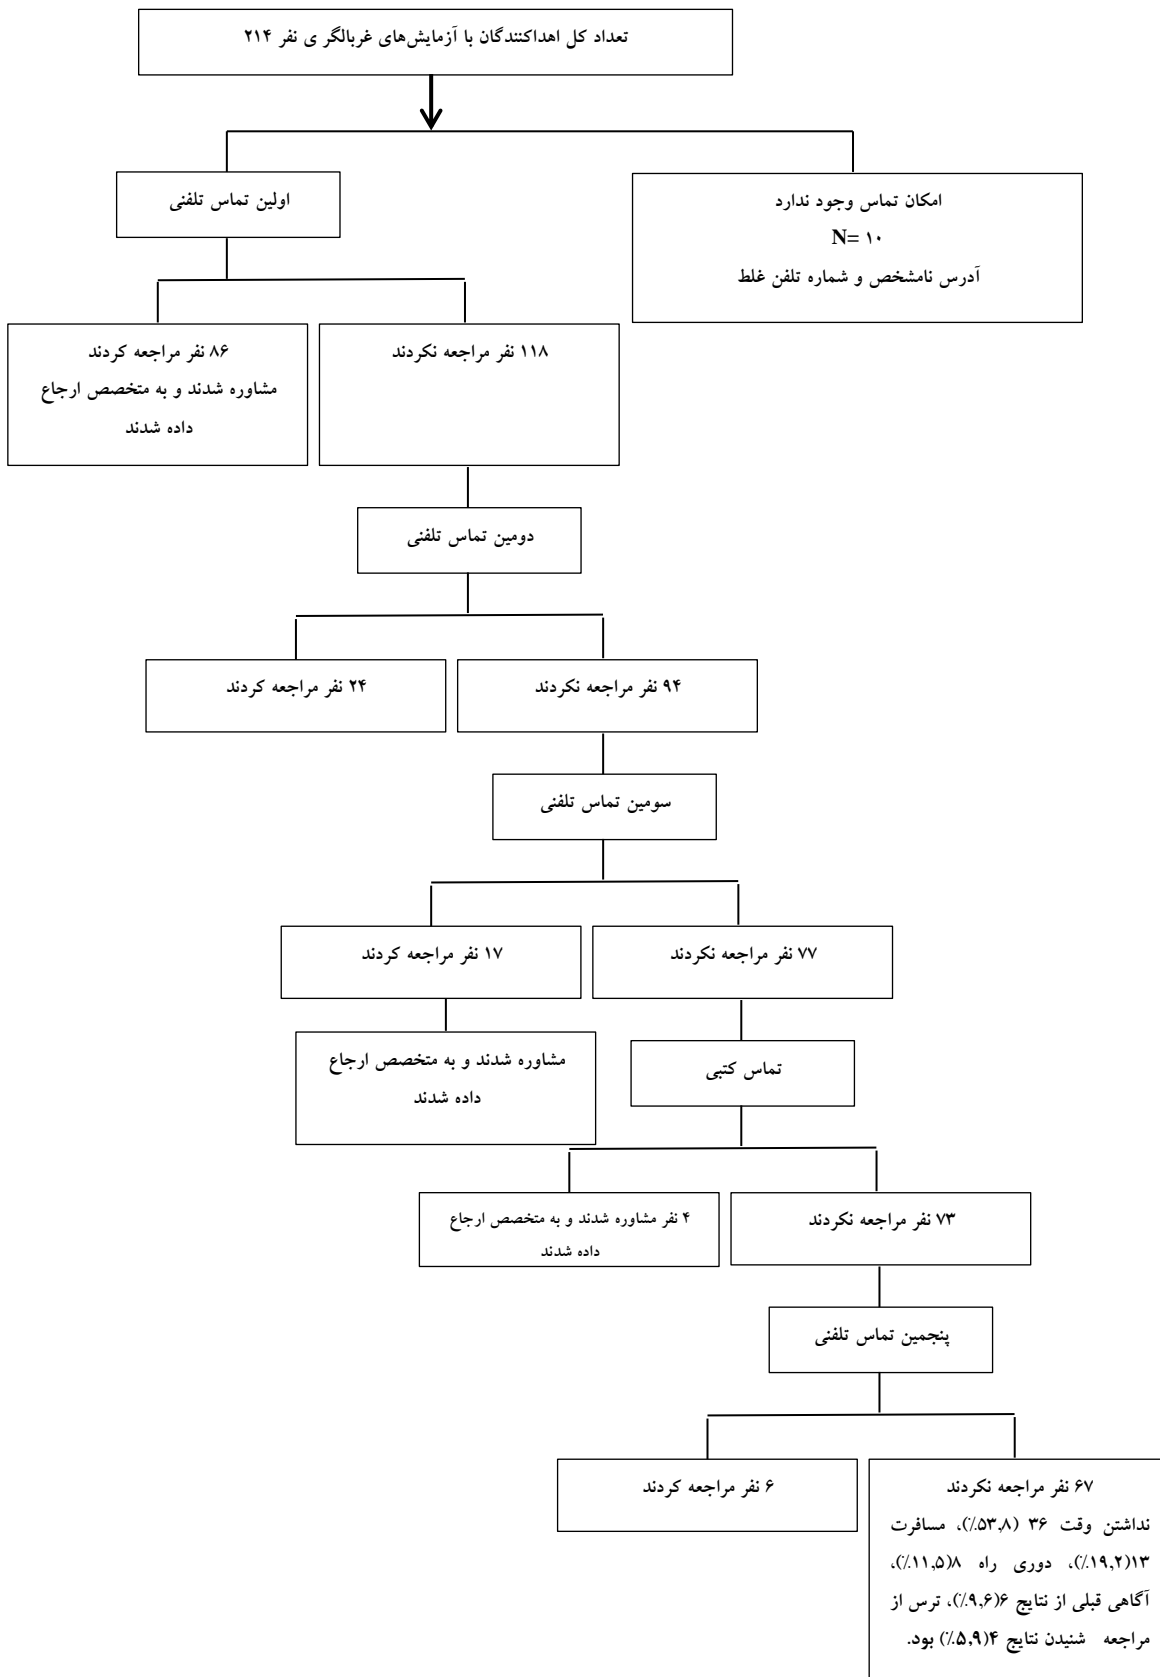 تعداد کل اهداکنندگان با آزمایش‌های غربالگر ی نفر ۲۱۴
اولین تماس تلفنی
امکان تماس وجود ندارد
N= ۱۰
آدرس نامشخص و شماره تلفن غلط
۸۶ نفر مراجعه کردند
مشاوره شدند و به متخصص ارجاع
داده شدند
۱۱۸ نفر مراجعه نکردند
دومین تماس تلفنی
۲۴ نفر مراجعه کردند
۹۴ نفر مراجعه نکردند
سومین تماس تلفنی
۱۷ نفر مراجعه کردند
۷۷ نفر مراجعه نکردند
مشاوره شدند و به متخصص ارجاع
داده شدند
تماس کتبی
۴ نفر مشاوره شدند و به متخصص ارجاع
داده شدند
۷۳ نفر مراجعه نکردند
پنجمین تماس تلفنی
۶ نفر مراجعه کردند
۶۷ نفر مراجعه نکردند
نداشتن وقت ۳۶ (۵۳,۸٪)، مسافرت
۱۳(۱۹,۲٪)، دوری راه ۸(۱۱,۵٪)،
آگاهی قبلی از نتایج ۶(۹,۶٪)، ترس از
مراجعه شنیدن نتایج ۴(۵,۹٪) بود.